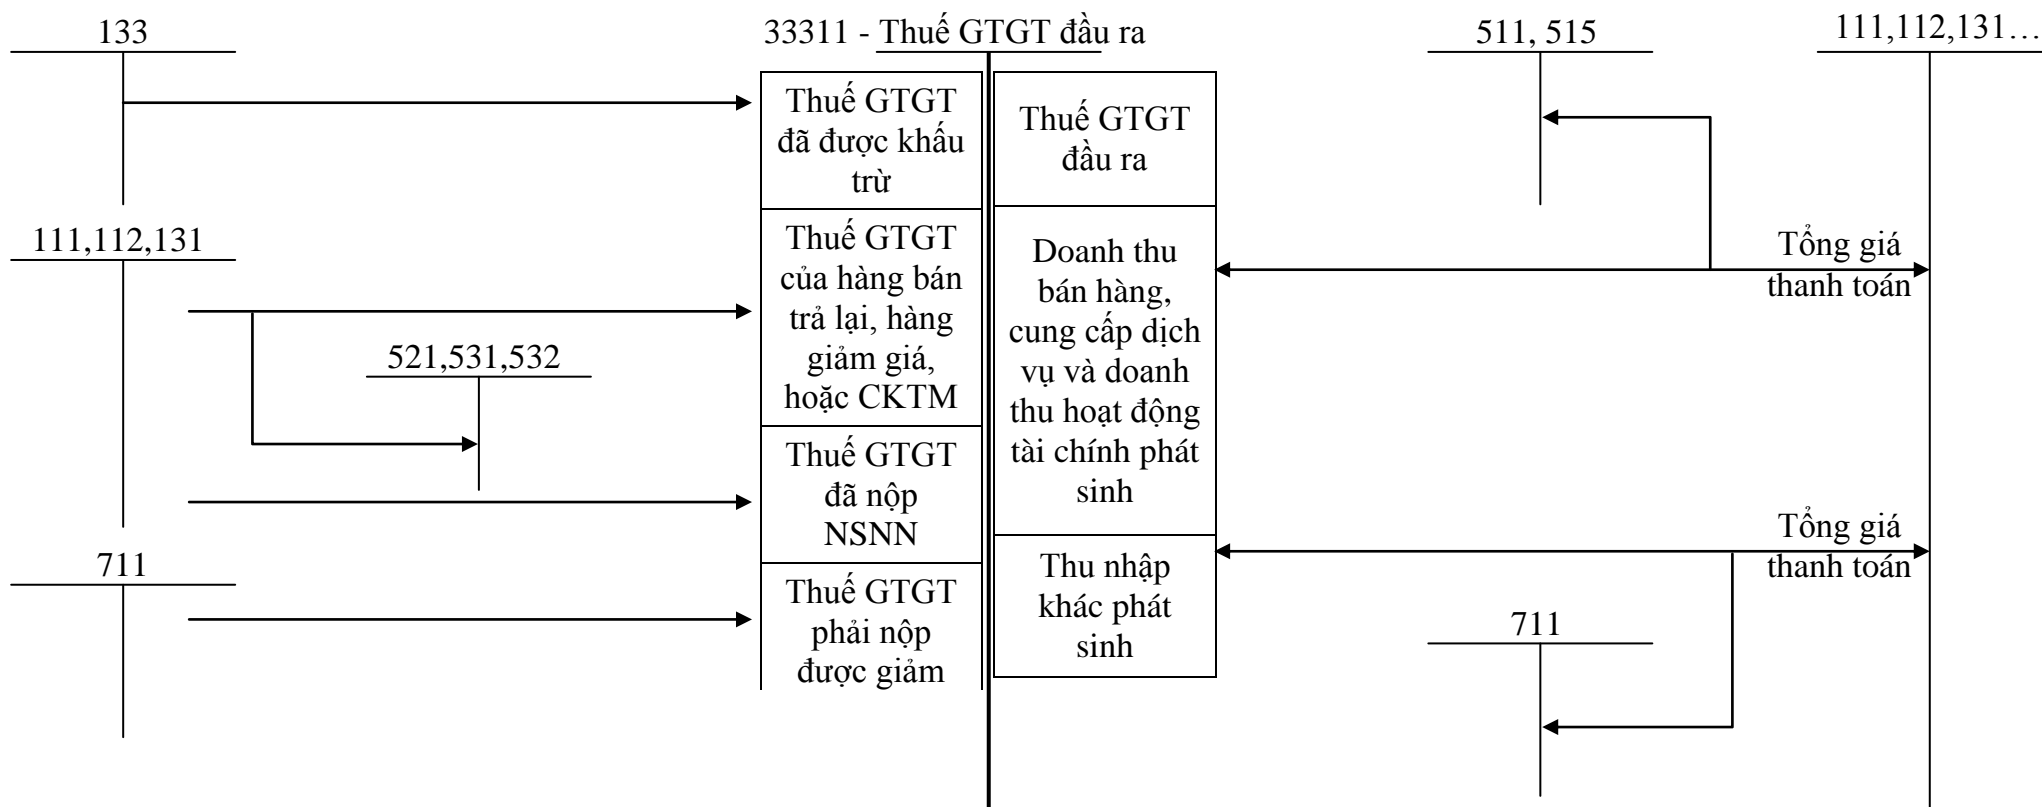 133
33311 - Thuế GTGT đầu ra
511, 515
111,112,131…
Thuế GTGT
đã được khấu
trừ
Thuế GTGT
đầu ra
111,112,131
Thuế GTGT
của hàng bán
trả lại, hàng
giảm giá,
hoặc CKTM
521,531,532
Doanh thu
bán hàng,
cung cấp dịch
vụ và doanh
thu hoạt động
tài chính phát
sinh
Tổng giá
thanh toán
Thuế GTGT
đã nộp
NSNN
711
Thuế GTGT
phải nộp
được giảm
Thu nhập
khác phát
sinh
Tổng giá
thanh toán
711